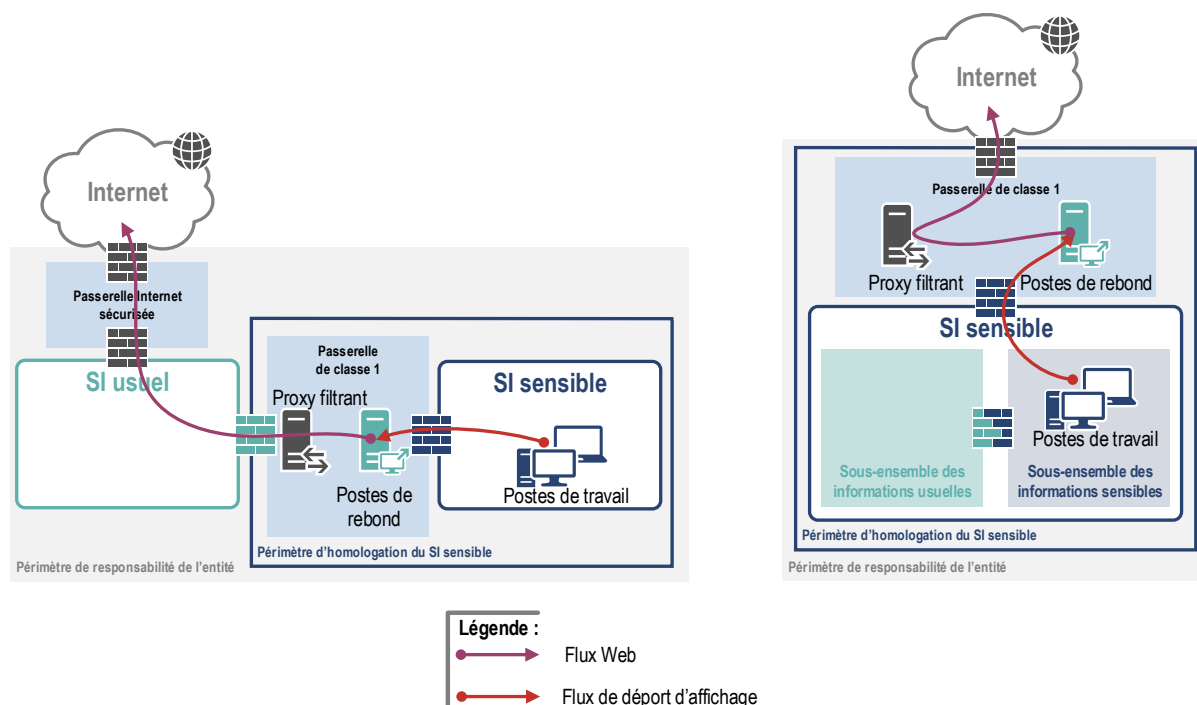 Internet
Passerelle Internet
sécurisée
SI usuel
Passerelle
de classe 1
Proxy filtrant
Postes de
rebond
SI sensible
Postes de travail
Périmètre d'homologation du SI sensible
Périmètre de responsabilité de l'entité
Internet
Passerelle de classe 1
Proxy filtrant
Postes de rebond
SI sensible
Postes de travail
Sous-ensemble des
informations usuelles
Sous-ensemble des
informations sensibles
Périmètre d'homologation du SI sensible
Périmètre de responsabilité de l'entité
Légende :
Flux Web
Flux de déport d'affichage